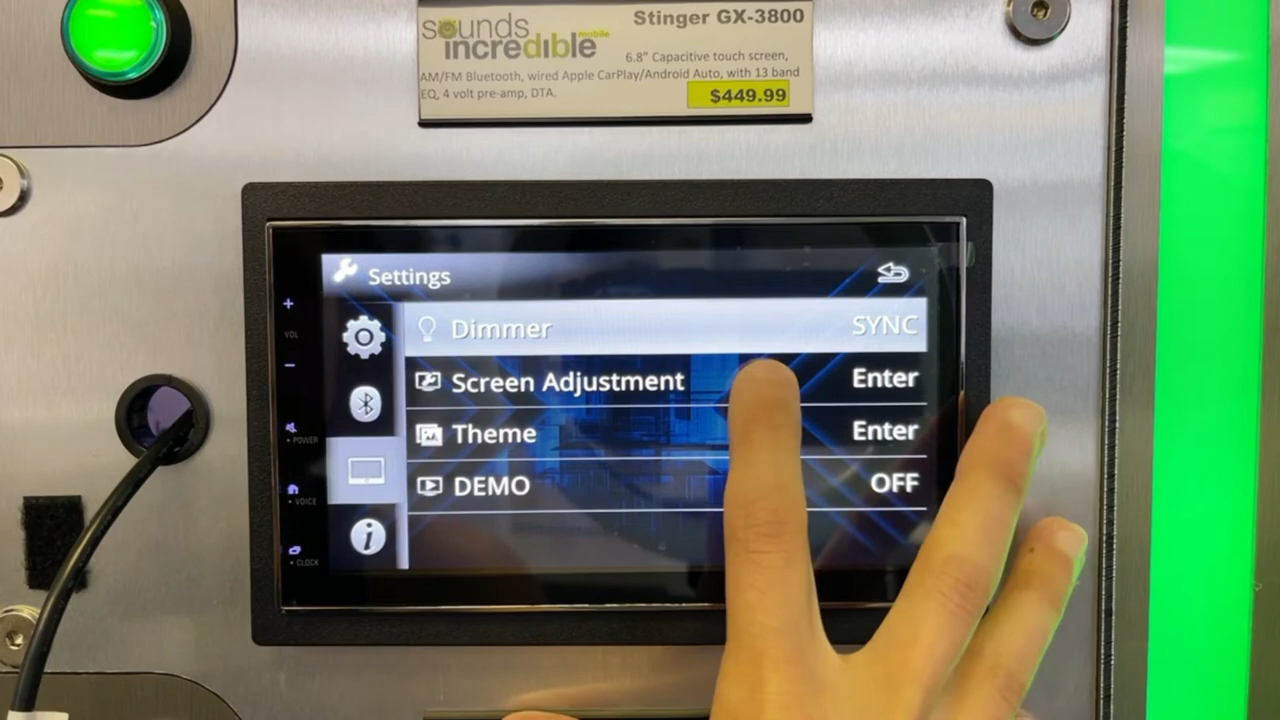 sounds
incredible
mobile
Stinger GX-3800
6.8" Capacitive touch screen,
AM/FM Bluetooth, wired Apple CarPlay/Android Auto, with 13 band
EQ, 4 volt pre-amp, DTA.
$449.99
Settings
Dimmer SYNC
Screen Adjustment Enter
Theme Enter
DEMO OFF
+
VOL
−
• POWER
• VOICE
• CLOCK